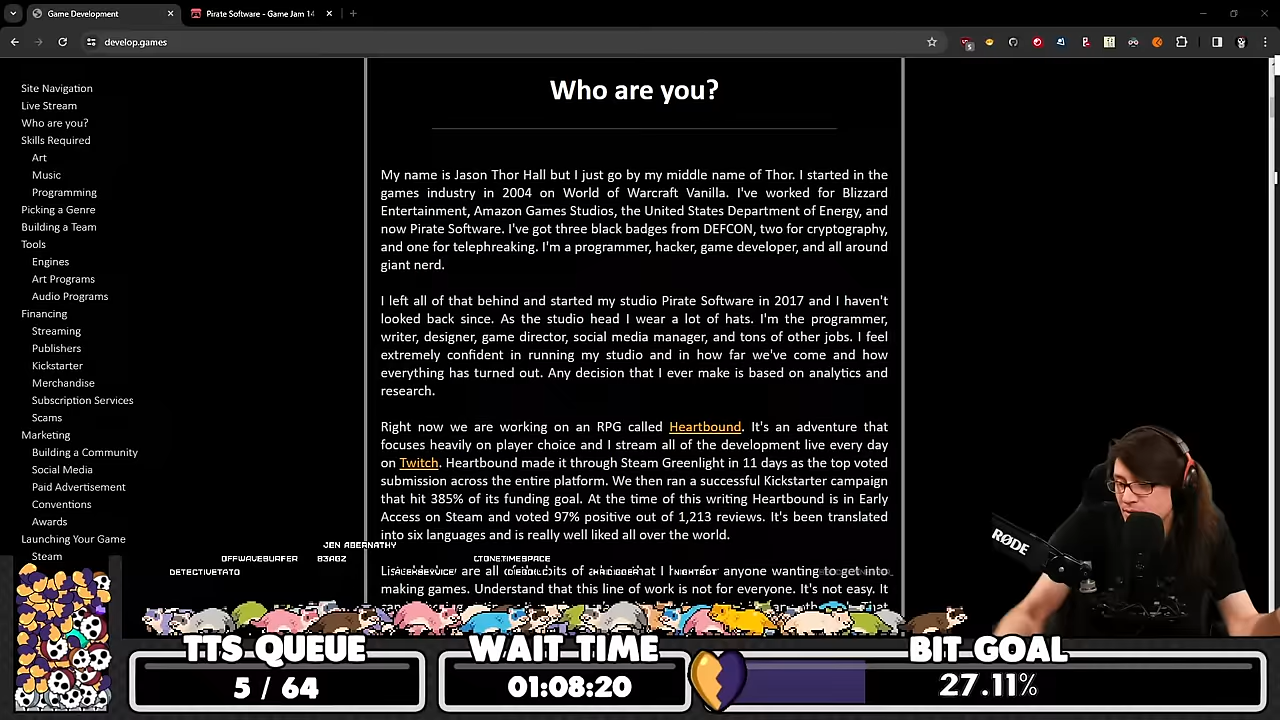 Game Development
Pirate Software - Game Jam 14
develop.games
Site Navigation
Live Stream
Who are you?
Skills Required
Art
Music
Programming
Picking a Genre
Building a Team
Tools
Engines
Art Programs
Audio Programs
Financing
Streaming
Publishers
Kickstarter
Merchandise
Subscription Services
Scams
Marketing
Building a Community
Social Media
Paid Advertisement
Conventions
Awards
Launching Your Game
Steam
Who are you?
My name is Jason Thor Hall but I just go by my middle name of Thor. I started in the
games industry in 2004 on World of Warcraft Vanilla. I've worked for Blizzard
Entertainment, Amazon Games Studios, the United States Department of Energy, and
now Pirate Software. I've got three black badges from DEFCON, two for cryptography,
and one for telephreaking. I'm a programmer, hacker, game developer, and all around
giant nerd.
I left all of that behind and started my studio Pirate Software in 2017 and I haven't
looked back since. As the studio head I wear a lot of hats. I'm the programmer,
writer, designer, game director, social media manager, and tons of other jobs. I feel
extremely confident in running my studio and in how far we've come and how
everything has turned out. Any decision that I ever make is based on analytics and
research.
Right now we are working on an RPG called Heartbound. It's an adventure that
focuses heavily on player choice and I stream all of the development live every day
on Twitch. Heartbound made it through Steam Greenlight in 11 days as the top voted
submission across the entire platform. We then ran a successful Kickstarter campaign
that hit 385% of its funding goal. At the time of this writing Heartbound is in Early
Access on Steam and voted 97% positive out of 1,213 reviews. It's been translated
into six languages and is really well liked all over the world.
JEN ABERNATHY
OFFWAVESURFER 83AGZ CTONETIMESPACE
DETECTIVETATO
are all of the bits of that I for anyone wanting to get into
making games. Understand that this line of work is not for everyone. It's not easy. It
RØDE
TTS QUEUE
5 / 64
WAIT TIME
01:08:20
BIT GOAL
27.11%